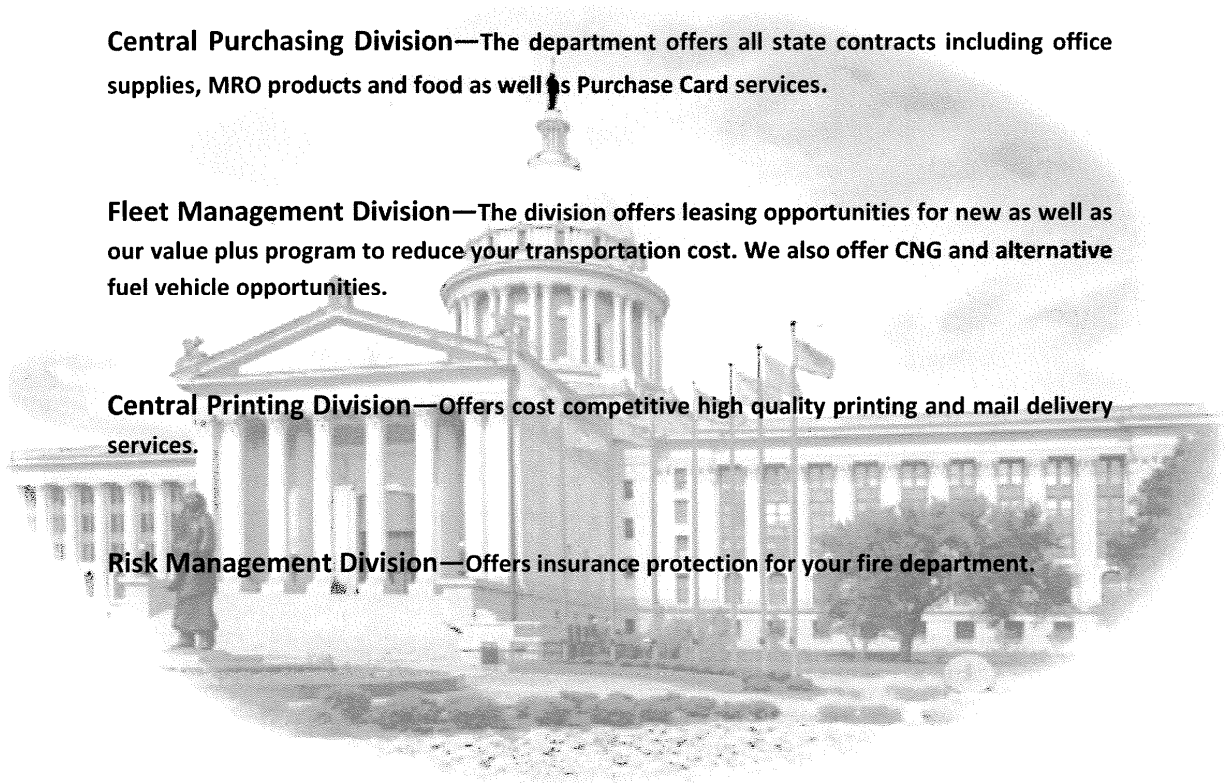 Central Purchasing Division—The department offers all state contracts including office
supplies, MRO products and food as well as Purchase Card services.
Fleet Management Division—The division offers leasing opportunities for new as well as
our value plus program to reduce your transportation cost. We also offer CNG and alternative
fuel vehicle opportunities.
Central Printing Division—Offers cost competitive high quality printing and mail delivery
services.
Risk Management Division—Offers insurance protection for your fire department.